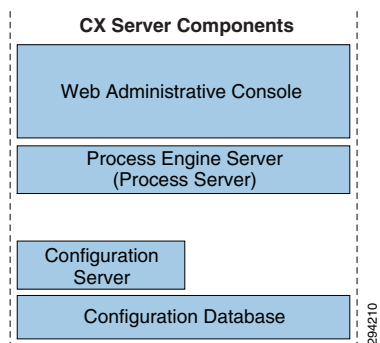 CX Server Components
Web Administrative Console
Process Engine Server
(Process Server)
Configuration
Server
Configuration Database
294210